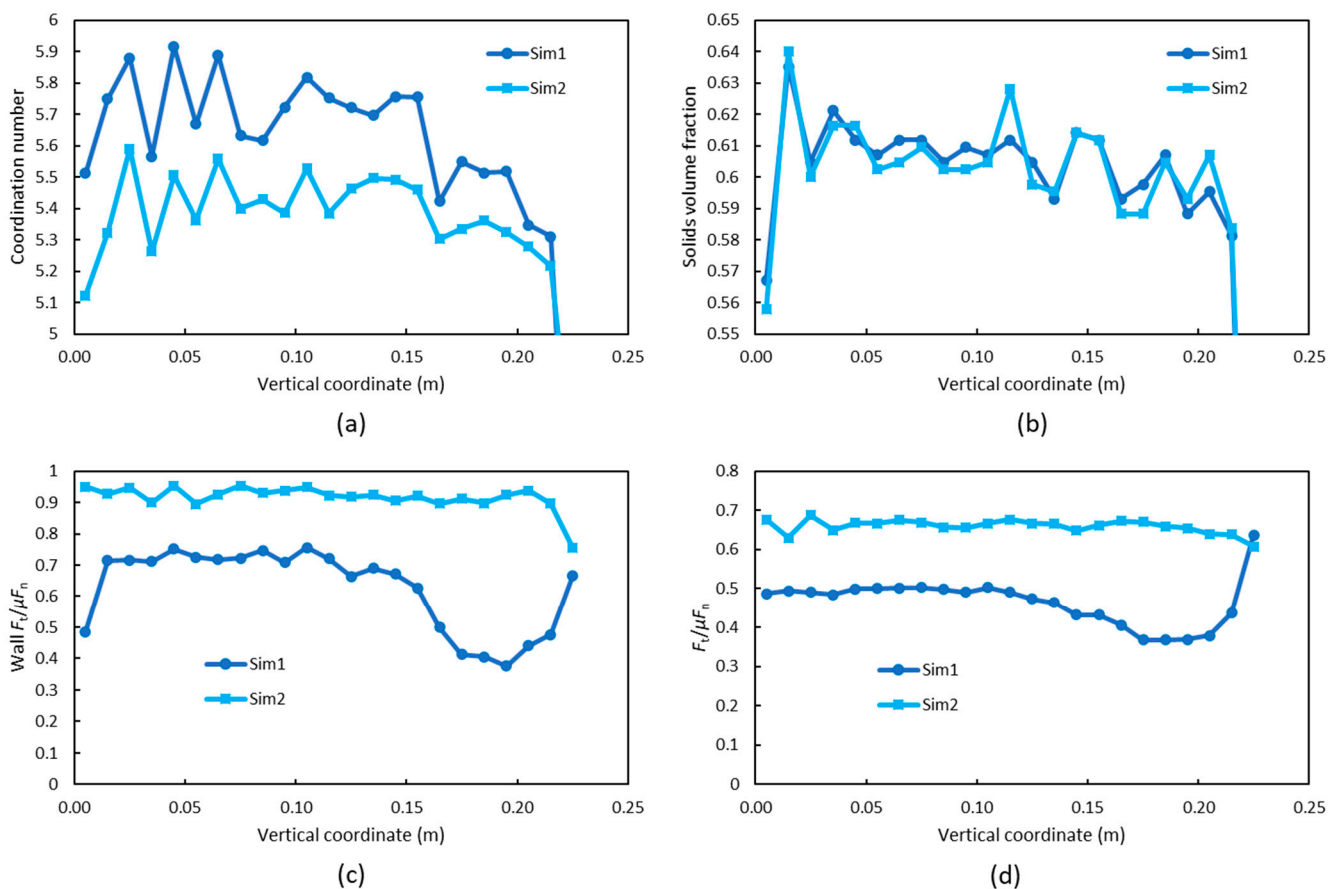 6
5.9
5.8
5.7
5.6
5.5
5.4
5.3
5.2
5.1
5
Coordination number
Sim1
Sim2
0.00 0.05 0.10 0.15 0.20 0.25
Vertical coordinate (m)
(a)
0.65
0.64
0.63
0.62
0.61
0.6
0.59
0.58
0.57
0.56
0.55
Solids volume fraction
Sim1
Sim2
0.00 0.05 0.10 0.15 0.20 0.25
Vertical coordinate (m)
(b)
1
0.9
0.8
0.7
0.6
0.5
0.4
0.3
0.2
0.1
0
Wall Ft/μFn
Sim1
Sim2
0.00 0.05 0.10 0.15 0.20 0.25
Vertical coordinate (m)
(c)
0.8
0.7
0.6
0.5
0.4
0.3
0.2
0.1
0
Ft/μFn
Sim1
Sim2
0.00 0.05 0.10 0.15 0.20 0.25
Vertical coordinate (m)
(d)